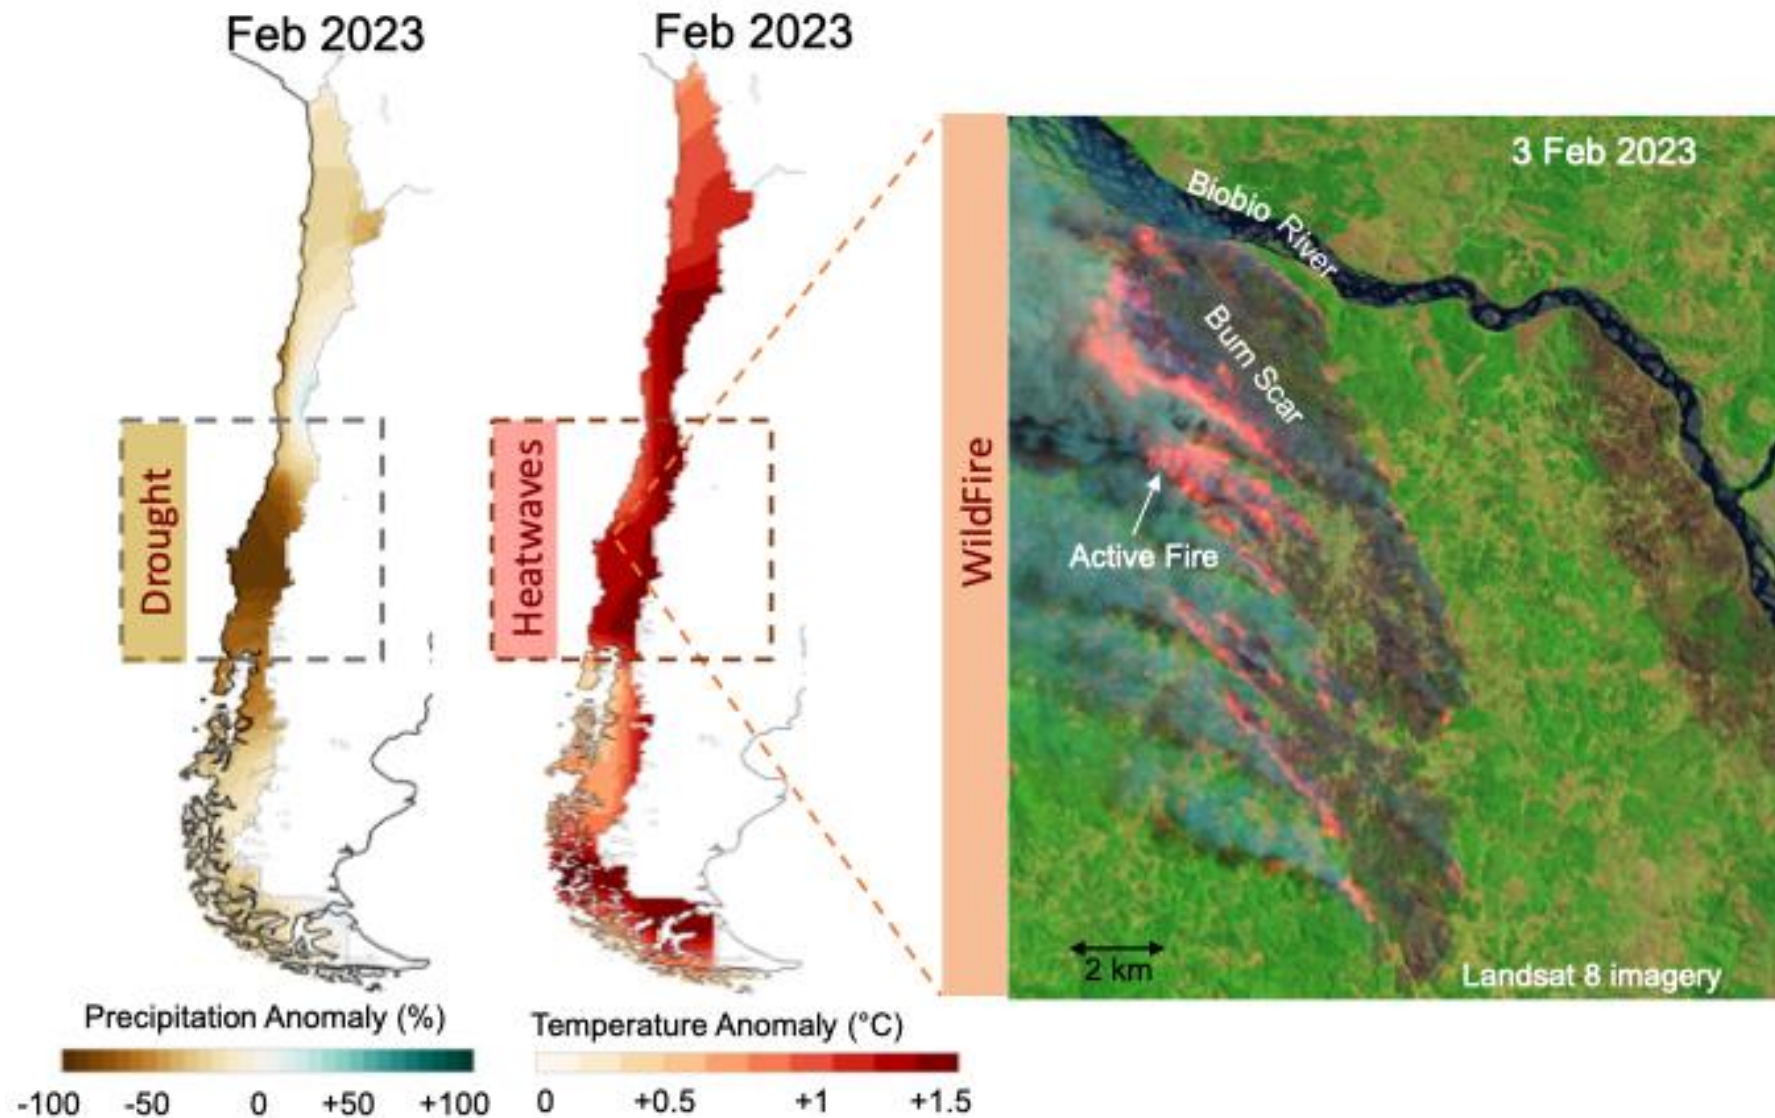 Feb 2023
Feb 2023
3 Feb 2023
Biobio River
Burn Scar
Active Fire
Drought
Heatwaves
WildFire
2 km
Landsat 8 imagery
Precipitation Anomaly (%)
-100 -50 0 +50 +100
Temperature Anomaly (°C)
0 +0.5 +1 +1.5